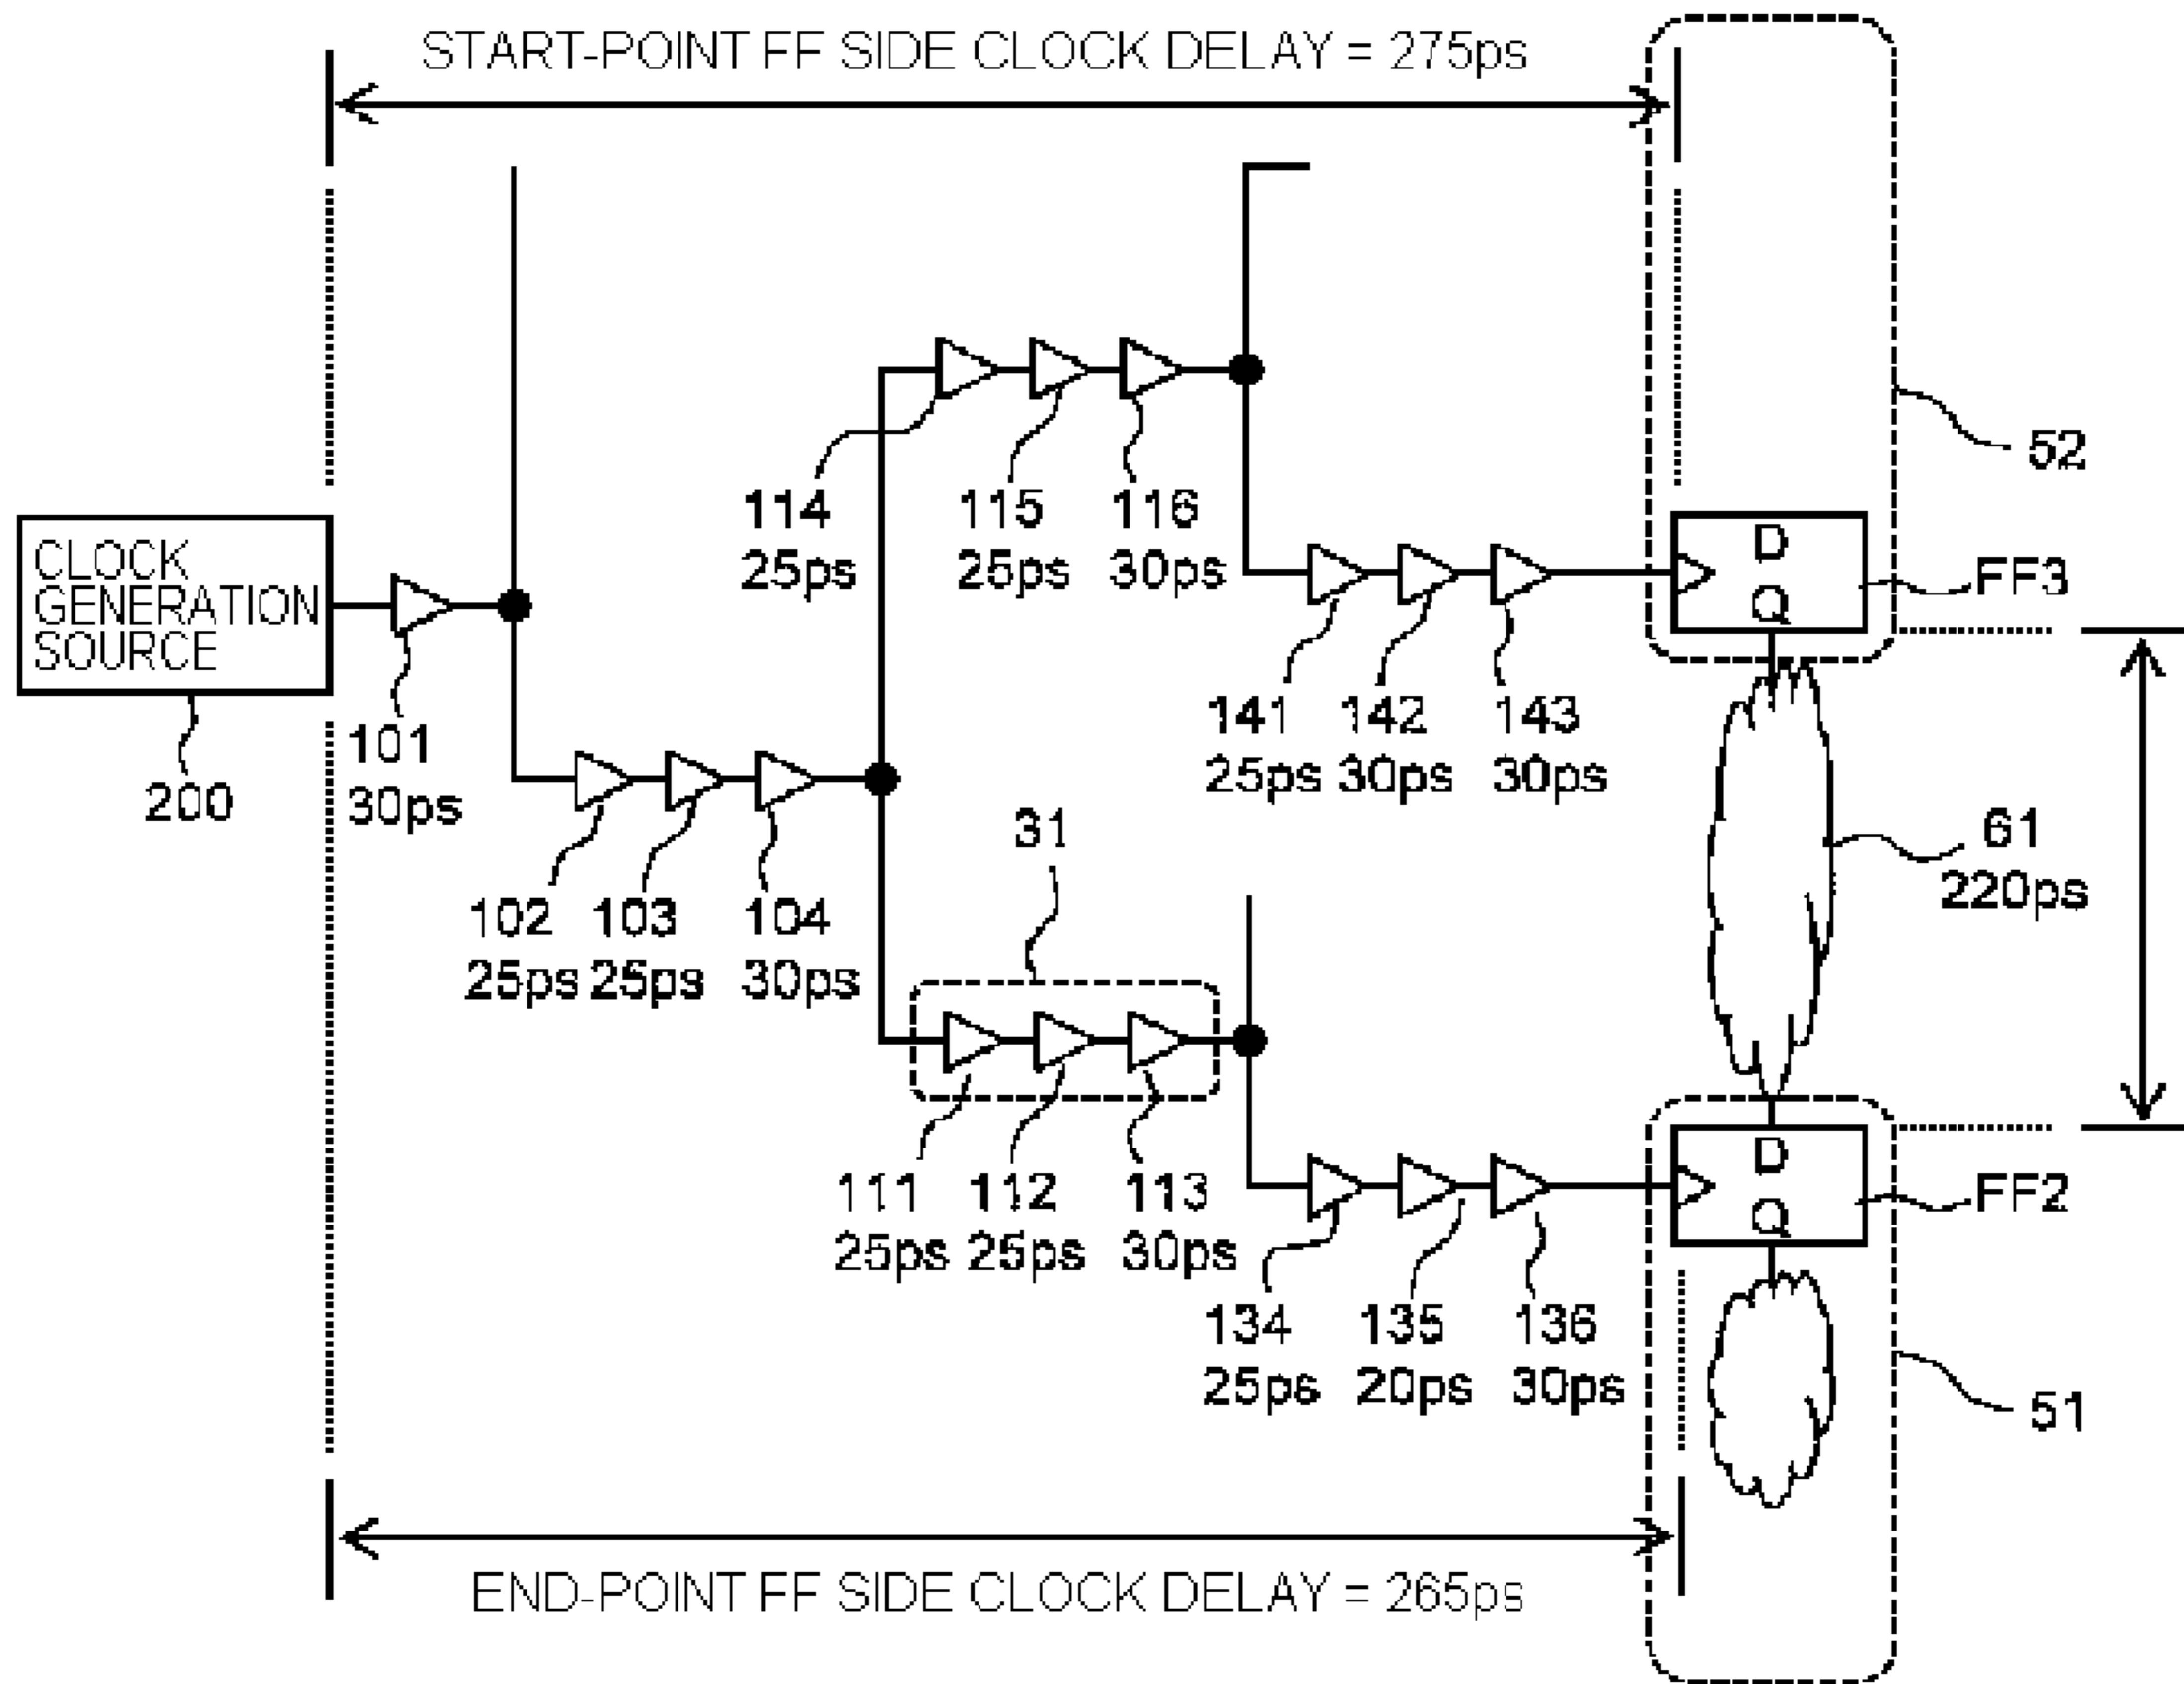 START-POINT FF SIDE CLOCK DELAY = 275ps
52
114
25ps
115
25ps
116
30ps
CLOCK
GENERATION
SOURCE
D
Q
FF3
200
101
30ps
141
25ps
142
30ps
143
30ps
31
61
220ps
102
25ps
103
25ps
104
30ps
111
25ps
112
25ps
113
30ps
D
Q
FF2
134
25ps
135
20ps
136
30ps
51
END-POINT FF SIDE CLOCK DELAY = 265ps